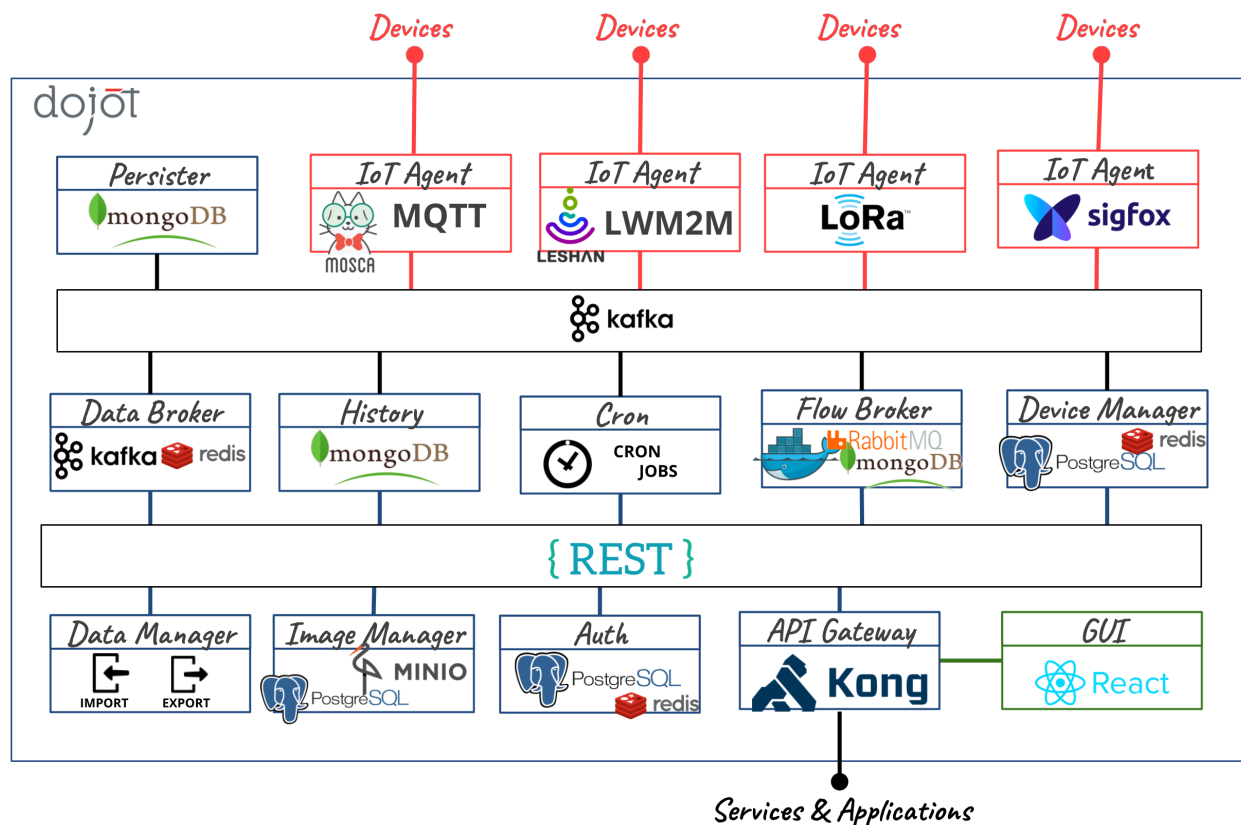 Devices Devices Devices Devices
dojot
Persister
mongoDB
IoT Agent
MQTT
MOSCA
IoT Agent
LWM2M
LESHAN
IoT Agent
LoRa™
IoT Agent
sigfox
kafka
Data Broker
kafka redis
History
mongoDB
Cron
CRON
JOBS
Flow Broker
RabbitMQ
mongoDB
Device Manager
redis
PostgreSQL
{ REST }
Data Manager
IMPORT EXPORT
Image Manager
MINIO
PostgreSQL
Auth
PostgreSQL
redis
API Gateway
Kong
GUI
React
Services & Applications